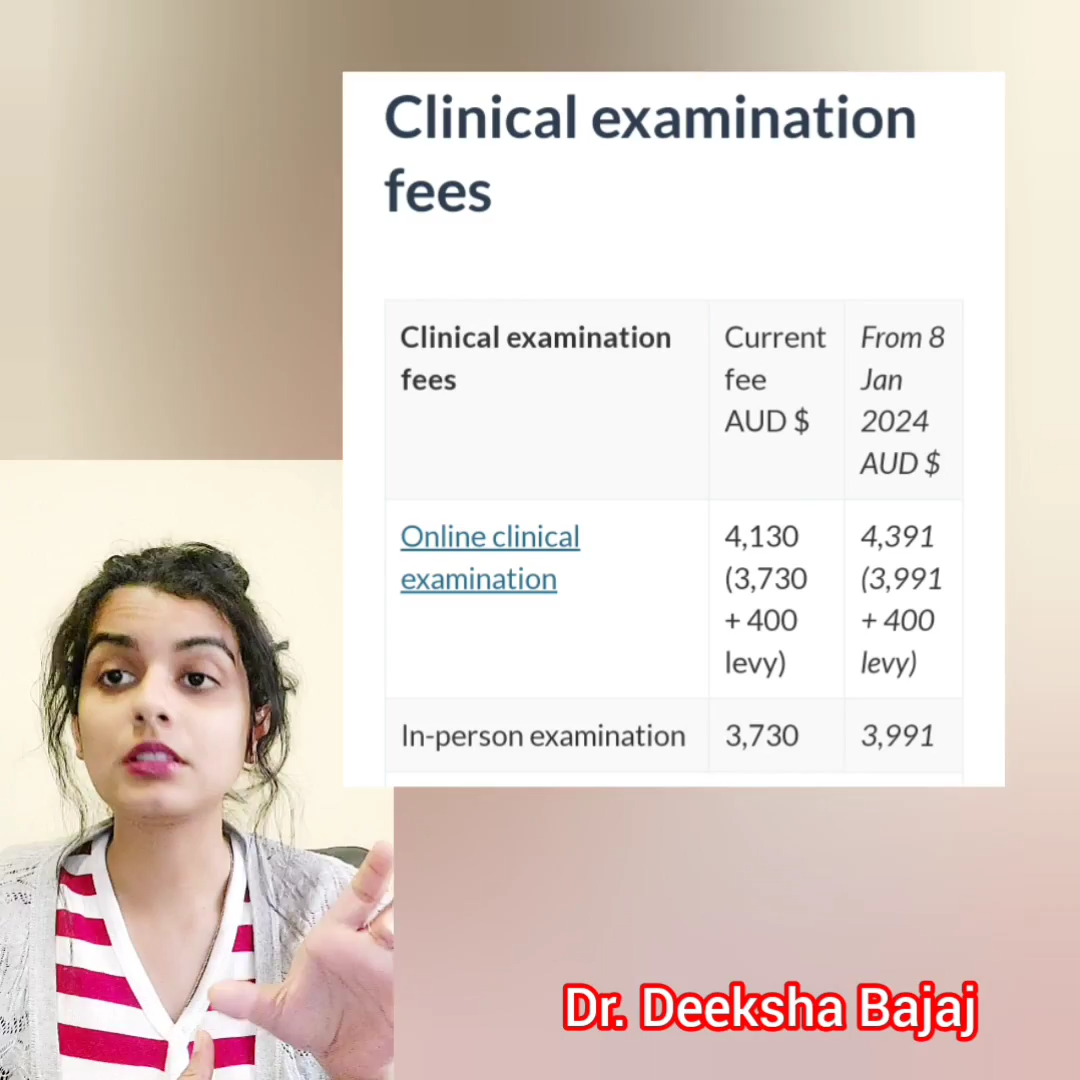 Clinical examination
fees
Clinical examination
fees
Current
fee
AUD $
From 8
Jan
2024
AUD $
Online clinical
examination
4,130
(3,730
+ 400
levy)
4,391
(3,991
+ 400
levy)
In-person examination
3,730
3,991
Dr. Deeksha Bajaj